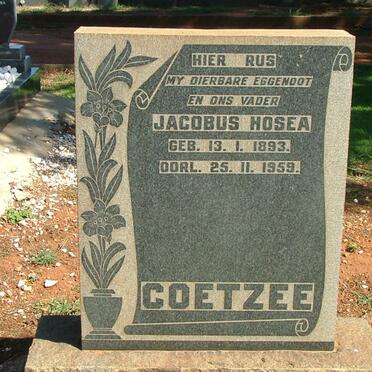 HIER RUS
MY DIERBARE EGGENOOT
EN ONS VADER
JACOBUS HOSEA
GEB. 13. 1. 1893.
OORL. 25. 11. 1959.
COETZEE